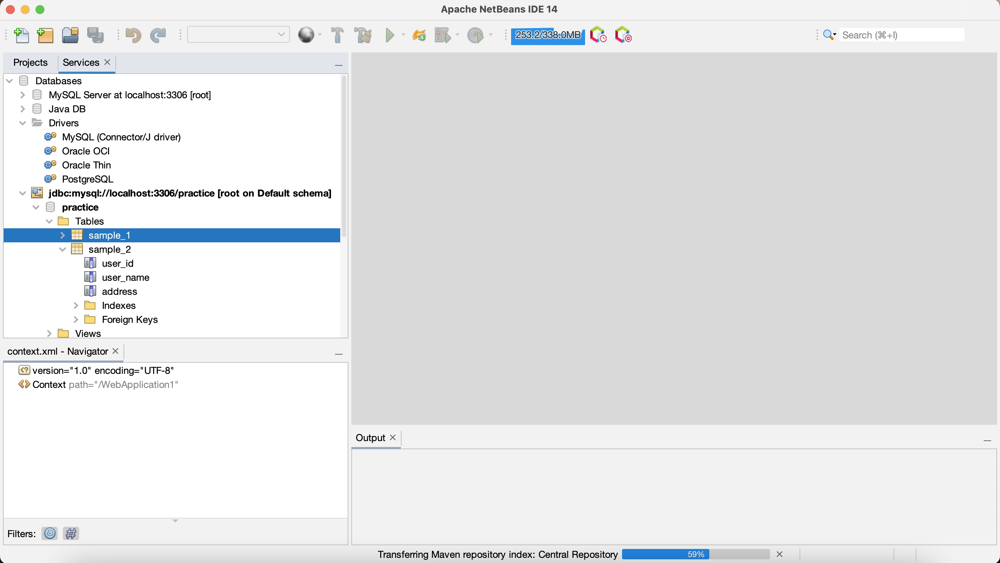 Apache NetBeans IDE 14
253.2/338.0MB
Search (⌘+I)
Projects
Services
Databases
MySQL Server at localhost:3306 [root]
Java DB
Drivers
MySQL (Connector/J driver)
Oracle OCI
Oracle Thin
PostgreSQL
jdbc:mysql://localhost:3306/practice [root on Default schema]
practice
Tables
sample_1
sample_2
user_id
user_name
address
Indexes
Foreign Keys
Views
context.xml - Navigator
version="1.0" encoding="UTF-8"
Context path="/WebApplication1"
Filters:
Output
Transferring Maven repository index: Central Repository 59%